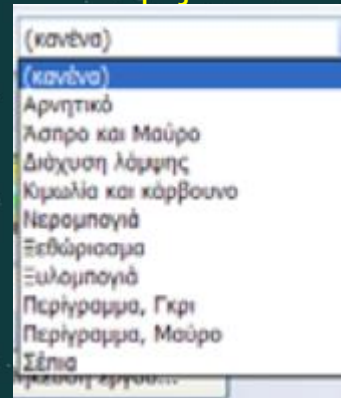 (κανένα)
(κανένα)
Αρνητικό
Άσπρο και Μαύρο
Διάχυση λάμψης
Κιμωλία και κάρβουνο
Νερομπογιά
Ξεθώριασμα
Ξυλομπογιά
Περίγραμμα, Γκρι
Περίγραμμα, Μαύρο
Σέπια